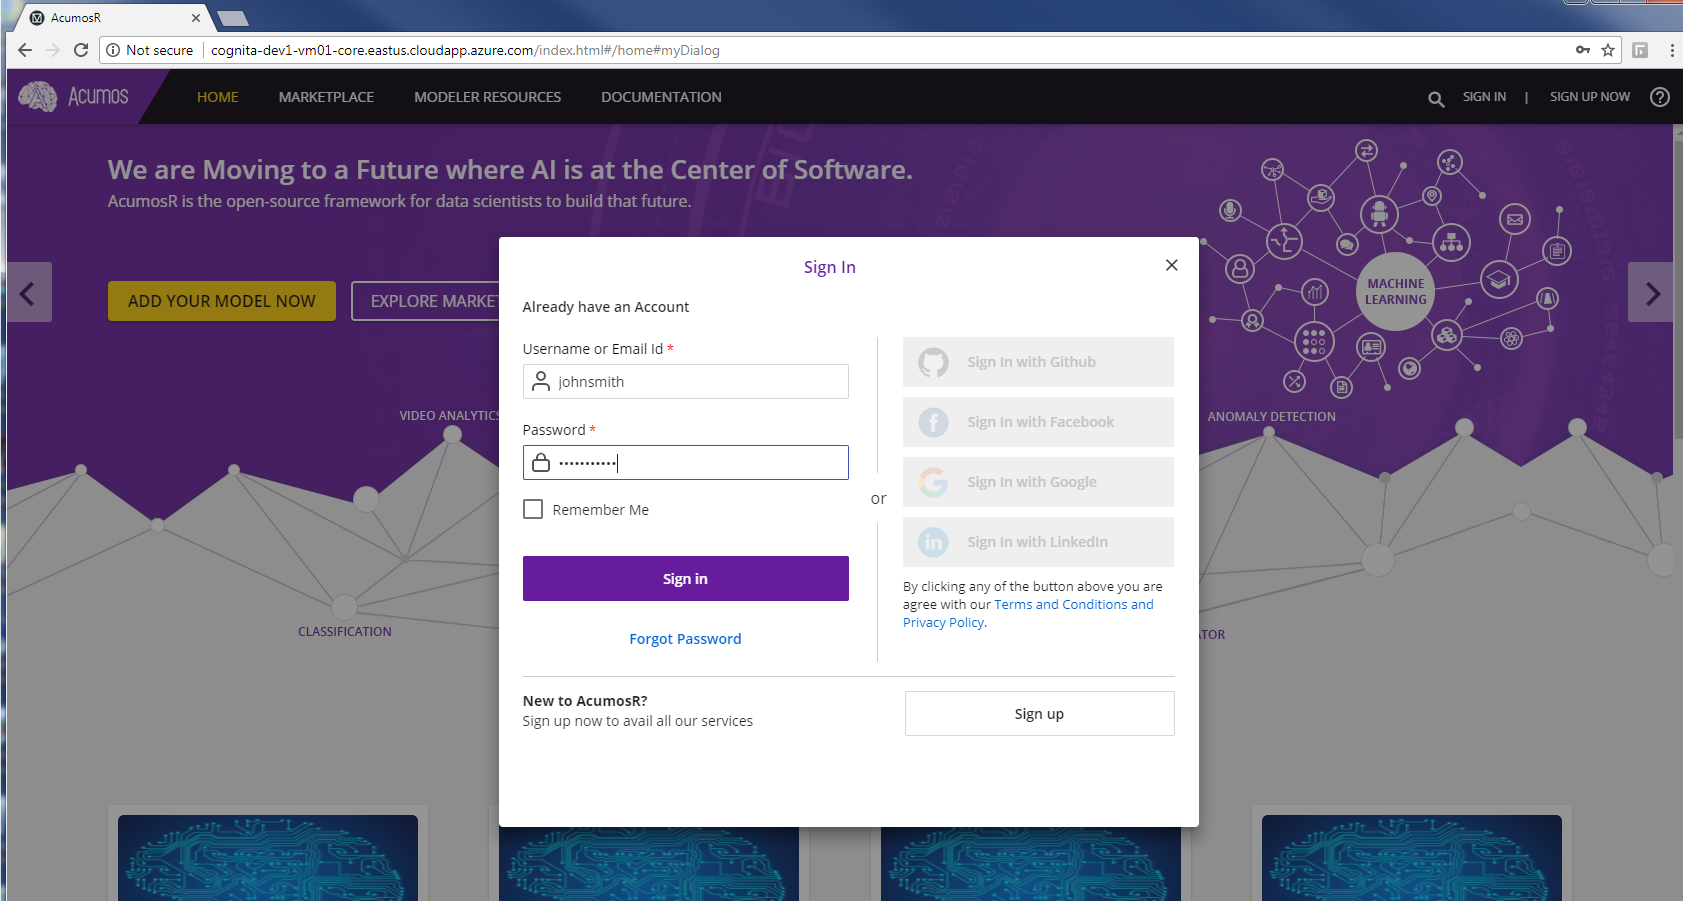 AcumosR
Not secure
cognita-dev1-vm01-core.eastus.cloudapp.azure.com/index.html#/home#myDialog
Acumos
HOME
MARKETPLACE
MODELER RESOURCES
DOCUMENTATION
SIGN IN
|
SIGN UP NOW
We are Moving to a Future where AI is at the Center of Software.
AcumosR is the open-source framework for data scientists to build that future.
ADD YOUR MODEL NOW
EXPLORE MARKET
MACHINE
LEARNING
VIDEO ANALYTICS
ANOMALY DETECTION
CLASSIFICATION
ATOR
Sign In
Already have an Account
Username or Email Id *
johnsmith
Password *
•••••••••••
Remember Me
Sign in
Forgot Password
or
Sign In with Github
Sign In with Facebook
Sign In with Google
Sign In with LinkedIn
By clicking any of the button above you are
agree with our Terms and Conditions and
Privacy Policy.
New to AcumosR?
Sign up now to avail all our services
Sign up